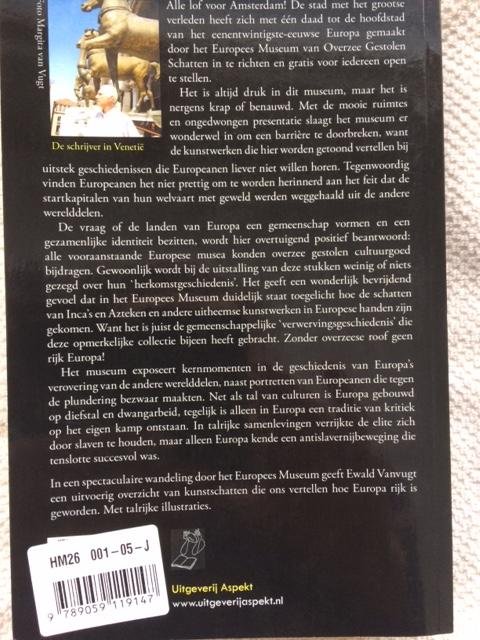 Foto: Margita van Vugt
De schrijver in Venetië
Alle lof voor Amsterdam! De stad met het grootse
verleden heeft zich met één daad tot de hoofdstad
van het eenentwintigste-eeuwse Europa gemaakt
door het Europees Museum van Overzee Gestolen
Schatten in te richten en gratis voor iedereen open
te stellen.
Het is altijd druk in dit museum, maar het is
nergens krap of benauwd. Met de mooie ruimtes
en ongedwongen presentatie slaagt het museum er
wonderwel in om een barrière te doorbreken, want
de kunstwerken die hier worden getoond vertellen bij
uitstek geschiedenissen die Europeanen liever niet willen horen. Tegenwoordig
vinden Europeanen het niet prettig om te worden herinnerd aan het feit dat de
startkapitalen van hun welvaart met geweld werden weggehaald uit de andere
werelddelen.
De vraag of de landen van Europa een gemeenschap vormen en een
gezamenlijke identiteit bezitten, wordt hier overtuigend positief beantwoord:
alle vooraanstaande Europese musea konden overzee gestolen cultuurgoed
bijdragen. Gewoonlijk wordt bij de uitstalling van deze stukken weinig of niets
gezegd over hun 'herkomstgeschiedenis'. Het geeft een wonderlijk bevrijdend
gevoel dat in het Europees Museum duidelijk staat toegelicht hoe de schatten
van Inca's en Azteken en andere uitheemse kunstwerken in Europese handen zijn
gekomen. Want het is juist de gemeenschappelijke 'verwervingsgeschiedenis' die
deze opmerkelijke collectie bijeen heeft gebracht. Zonder overzeese roof geen
rijk Europa!
Het museum exposeert kernmomenten in de geschiedenis van Europa's
verovering van de andere werelddelen, naast portretten van Europeanen die tegen
de plundering bezwaar maakten. Net als tal van culturen is Europa gebouwd
op diefstal en dwangarbeid, tegelijk is alleen in Europa een traditie van kritiek
op het eigen kamp ontstaan. In talrijke samenlevingen verrijkte de elite zich
door slaven te houden, maar alleen Europa kende een antislavernijbeweging die
tenslotte succesvol was.
In een spectaculaire wandeling door het Europees Museum geeft Ewald Vanvugt
een uitvoerig overzicht van kunstschatten die ons vertellen hoe Europa rijk is
geworden. Met talrijke illustraties.
HM26 001-05-J
9 789059 119147
Uitgeverij Aspekt
www.uitgeverijaspekt.nl